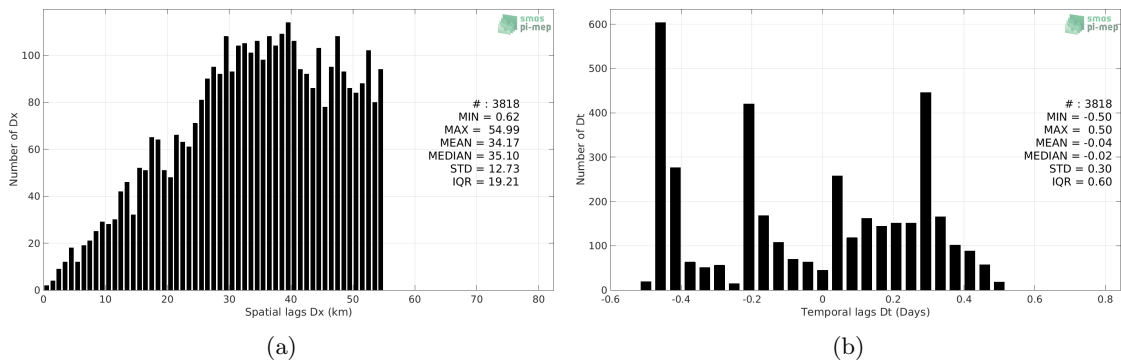 smos
pi-mep
120
100
80
60
40
20
0
Number of Dx
# : 3818
MIN = 0.62
MAX = 54.99
MEAN = 34.17
MEDIAN = 35.10
STD = 12.73
IQR = 19.21
0 10 20 30 40 50 60 70 80
Spatial lags Dx (km)
(a)
smos
pi-mep
600
500
400
300
200
100
0
Number of Dt
# : 3818
MIN = -0.50
MAX = 0.50
MEAN = -0.04
MEDIAN = -0.02
STD = 0.30
IQR = 0.60
-0.6 -0.4 -0.2 0 0.2 0.4 0.6 0.8
Temporal lags Dt (Days)
(b)